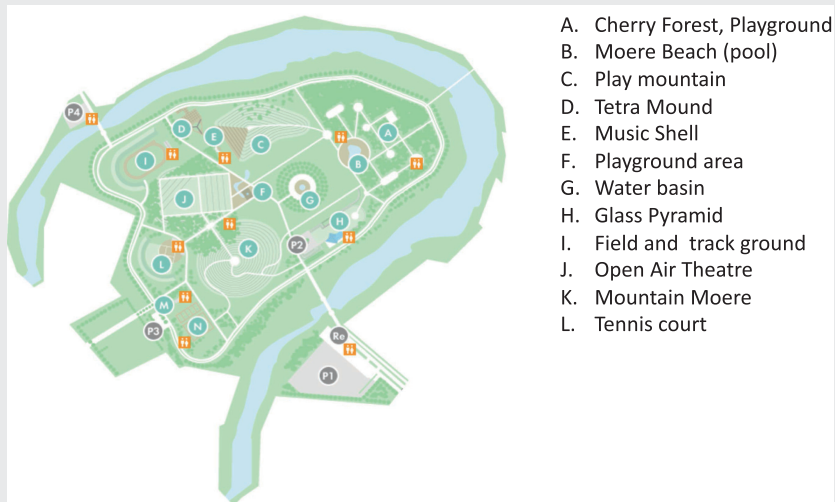 A. Cherry Forest, Playground
B. Moere Beach (pool)
C. Play mountain
D. Tetra Mound
E. Music Shell
F. Playground area
G. Water basin
H. Glass Pyramid
I. Field and track ground
J. Open Air Theatre
K. Mountain Moere
L. Tennis court
P4
D
E
C
A
I
B
F
J
G
H
K
P2
L
M
P3
N
Re
P1